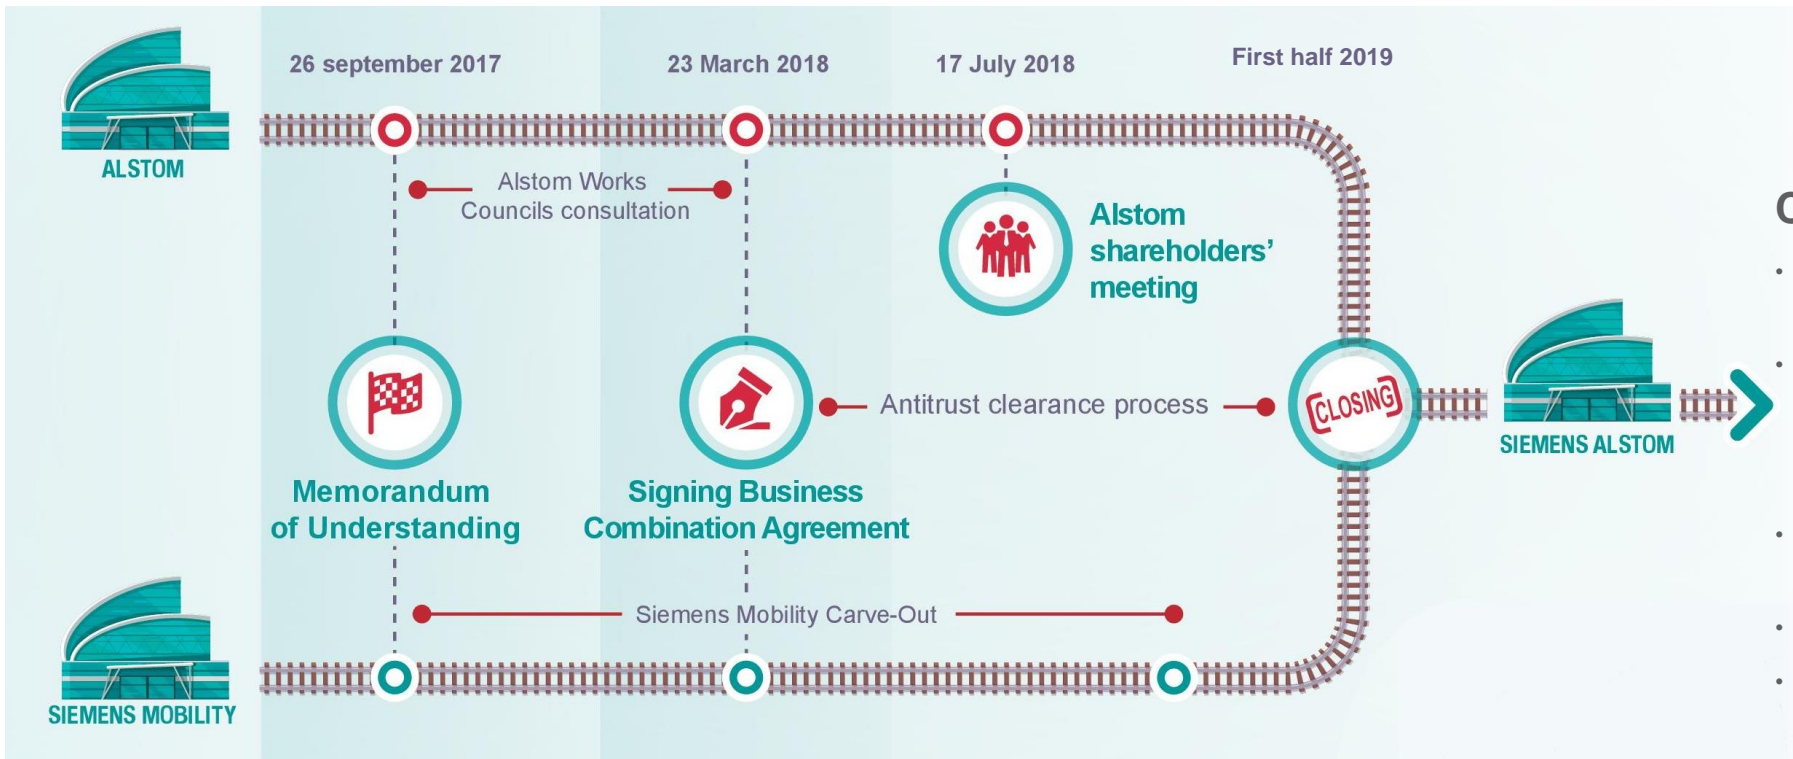 26 september 2017
23 March 2018
17 July 2018
First half 2019
ALSTOM
Alstom Works
Councils consultation
Alstom
shareholders’
meeting
Antitrust clearance process
CLOSING
SIEMENS ALSTOM
Memorandum
of Understanding
Signing Business
Combination Agreement
Siemens Mobility Carve-Out
SIEMENS MOBILITY